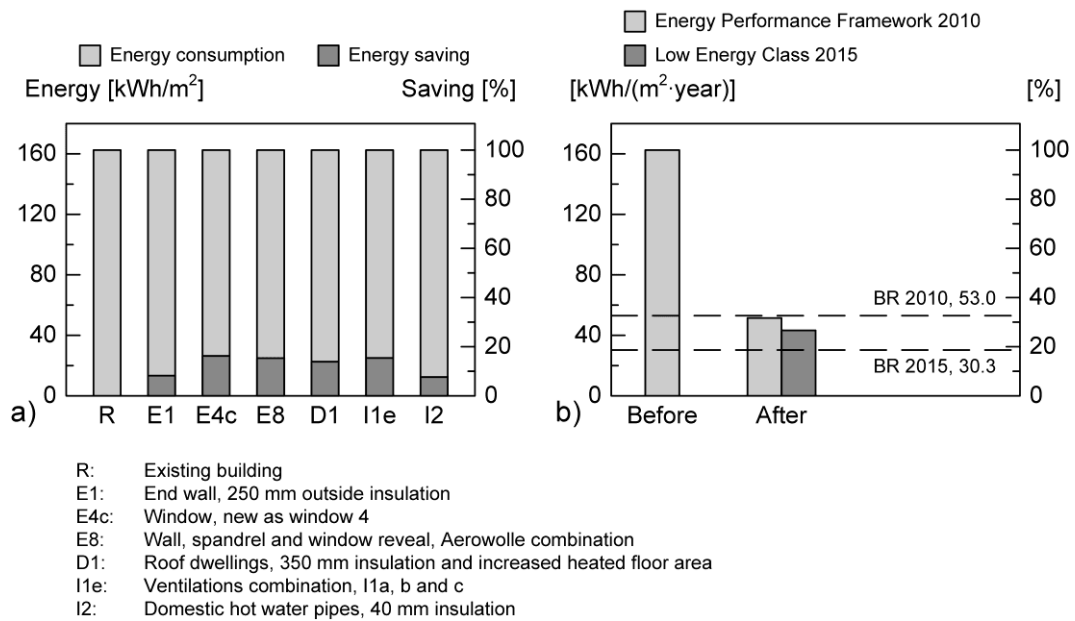 Energy consumption Energy saving
Energy [kWh/m²] Saving [%]
160
120
80
40
0
100
80
60
40
20
0
R E1 E4c E8 D1 I1e I2
a)
Energy Performance Framework 2010
Low Energy Class 2015
[kWh/(m²·year)] [%]
160
120
80
40
0
100
80
60
40
20
0
BR 2010, 53.0
BR 2015, 30.3
Before After
b)
R: Existing building
E1: End wall, 250 mm outside insulation
E4c: Window, new as window 4
E8: Wall, spandrel and window reveal, Aerowolle combination
D1: Roof dwellings, 350 mm insulation and increased heated floor area
I1e: Ventilations combination, I1a, b and c
I2: Domestic hot water pipes, 40 mm insulation